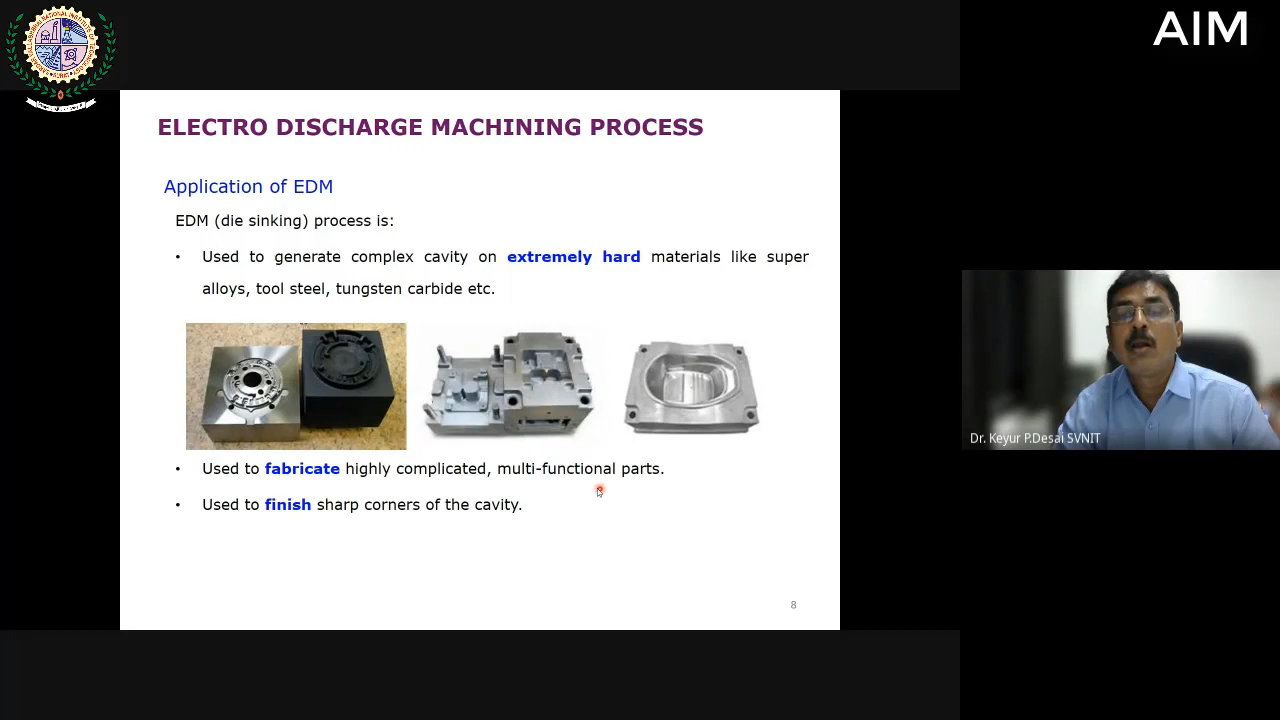 AIM
ELECTRO DISCHARGE MACHINING PROCESS
Application of EDM
EDM (die sinking) process is:
• Used to generate complex cavity on extremely hard materials like super
alloys, tool steel, tungsten carbide etc.
• Used to fabricate highly complicated, multi-functional parts.
• Used to finish sharp corners of the cavity.
8
Dr. Keyur P.Desai SVNIT